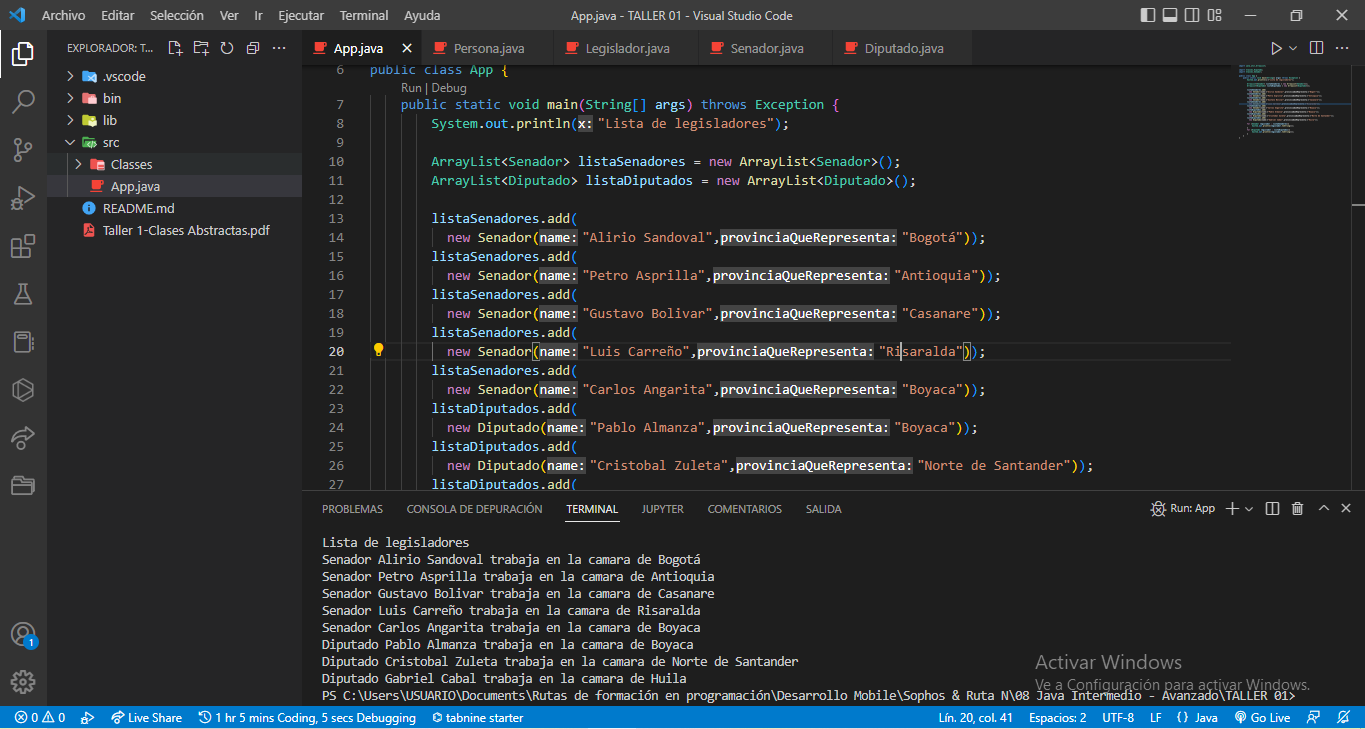 Archivo Editar Selección Ver Ir Ejecutar Terminal Ayuda App.java - TALLER 01 - Visual Studio Code
EXPLORADOR: T... ···
.vscode
bin
lib
src
Classes
App.java
README.md
Taller 1-Clases Abstractas.pdf
1
App.java Persona.java Legislador.java Senador.java Diputado.java ···
6 public class App {
Run | Debug
7 public static void main(String[] args) throws Exception {
8 System.out.println(x: "Lista de legisladores");
9
10 ArrayList<Senador> listaSenadores = new ArrayList<Senador>();
11 ArrayList<Diputado> listaDiputados = new ArrayList<Diputado>();
12
13 listaSenadores.add(
14 new Senador(name: "Alirio Sandoval",provinciaQueRepresenta: "Bogotá"));
15 listaSenadores.add(
16 new Senador(name: "Petro Asprilla",provinciaQueRepresenta: "Antioquia"));
17 listaSenadores.add(
18 new Senador(name: "Gustavo Bolivar",provinciaQueRepresenta: "Casanare"));
19 listaSenadores.add(
20 new Senador(name: "Luis Carreño",provinciaQueRepresenta: "Risaralda"));
21 listaSenadores.add(
22 new Senador(name: "Carlos Angarita",provinciaQueRepresenta: "Boyaca"));
23 listaDiputados.add(
24 new Diputado(name: "Pablo Almanza",provinciaQueRepresenta: "Boyaca"));
25 listaDiputados.add(
26 new Diputado(name: "Cristobal Zuleta",provinciaQueRepresenta: "Norte de Santander"));
27 listaDiputados.add(
PROBLEMAS CONSOLA DE DEPURACIÓN TERMINAL JUPYTER COMENTARIOS SALIDA Run: App
Lista de legisladores
Senador Alirio Sandoval trabaja en la camara de Bogotá
Senador Petro Asprilla trabaja en la camara de Antioquia
Senador Gustavo Bolivar trabaja en la camara de Casanare
Senador Luis Carreño trabaja en la camara de Risaralda
Senador Carlos Angarita trabaja en la camara de Boyaca
Diputado Pablo Almanza trabaja en la camara de Boyaca
Diputado Cristobal Zuleta trabaja en la camara de Norte de Santander
Diputado Gabriel Cabal trabaja en la camara de Huila
PS C:\Users\USUARIO\Documents\Rutas de formación en programación\Desarrollo Mobile\Sophos & Ruta N\08 Java Intermedio - Avanzado\TALLER 01>
Activar Windows
Ve a Configuración para activar Windows.
0 0 Live Share 1 hr 5 mins Coding, 5 secs Debugging tabnine starter Lín. 20, col. 41 Espacios: 2 UTF-8 LF {} Java Go Live